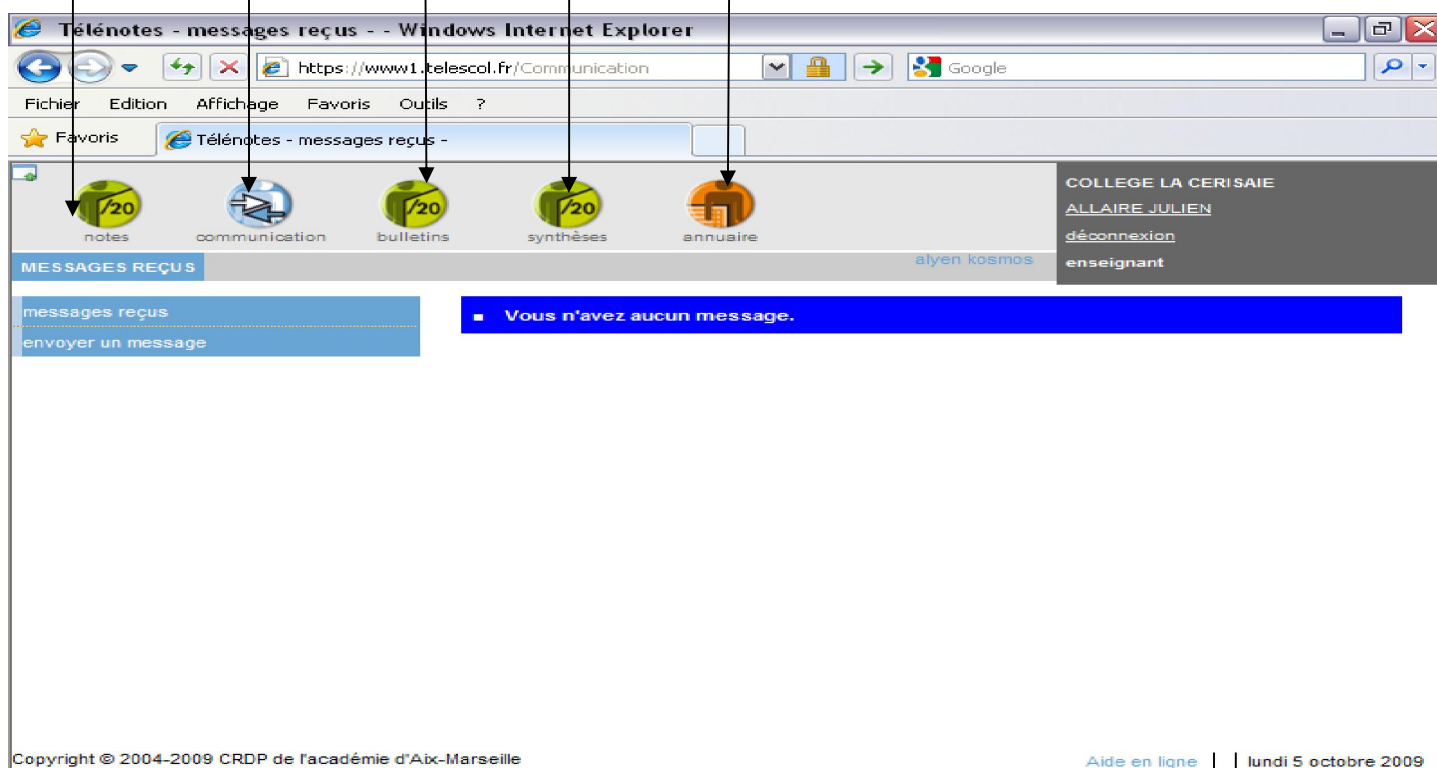 Télénotes - messages reçus - - Windows Internet Explorer
https://www1.telescol.fr/Communication
Google
Fichier Edition Affichage Favoris Outils ?
Favoris Télénotes - messages reçus -
/20 /20 /20
notes communication bulletins synthèses annuaire
COLLEGE LA CERISAIE
ALLAIRE JULIEN
déconnexion
enseignant
MESSAGES REÇUS
alyen kosmos
messages reçus
envoyer un message
Vous n'avez aucun message.
Copyright © 2004-2009 CRDP de l'académie d'Aix-Marseille
Aide en ligne | | lundi 5 octobre 2009